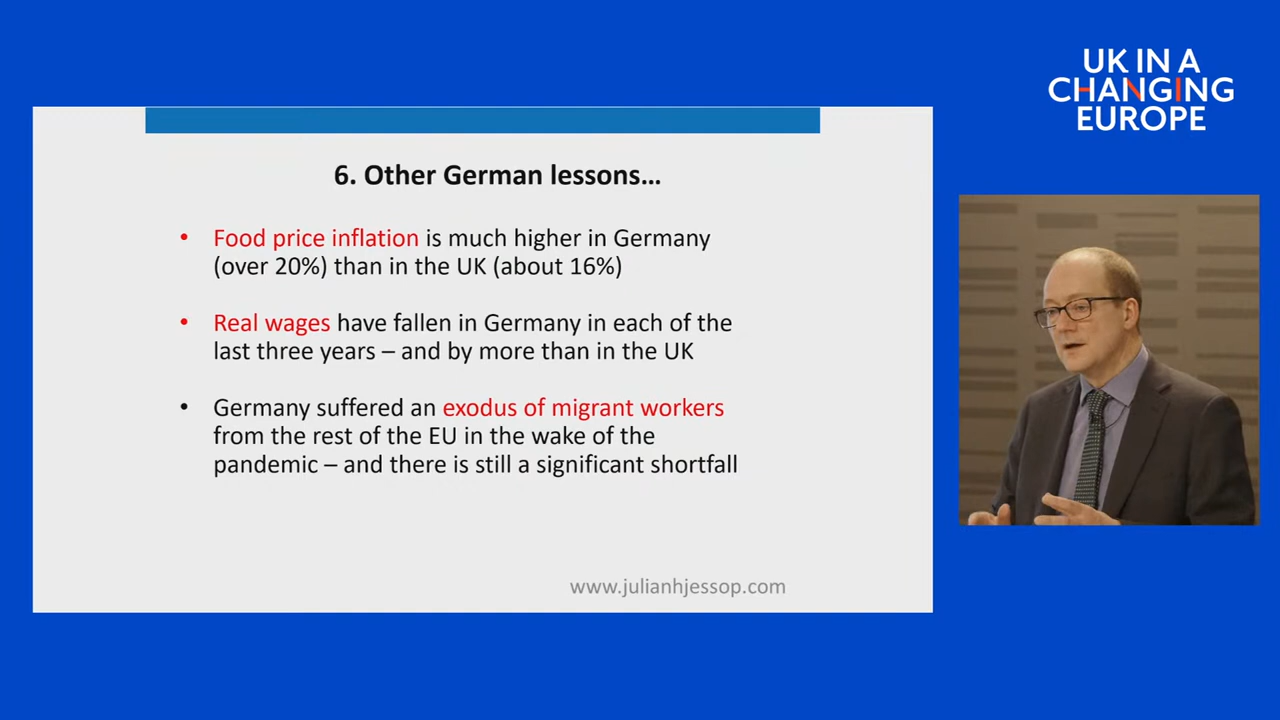 UK IN A
CHANGING
EUROPE
6. Other German lessons…
• Food price inflation is much higher in Germany
(over 20%) than in the UK (about 16%)
• Real wages have fallen in Germany in each of the
last three years – and by more than in the UK
• Germany suffered an exodus of migrant workers
from the rest of the EU in the wake of the
pandemic – and there is still a significant shortfall
www.julianhjessop.com